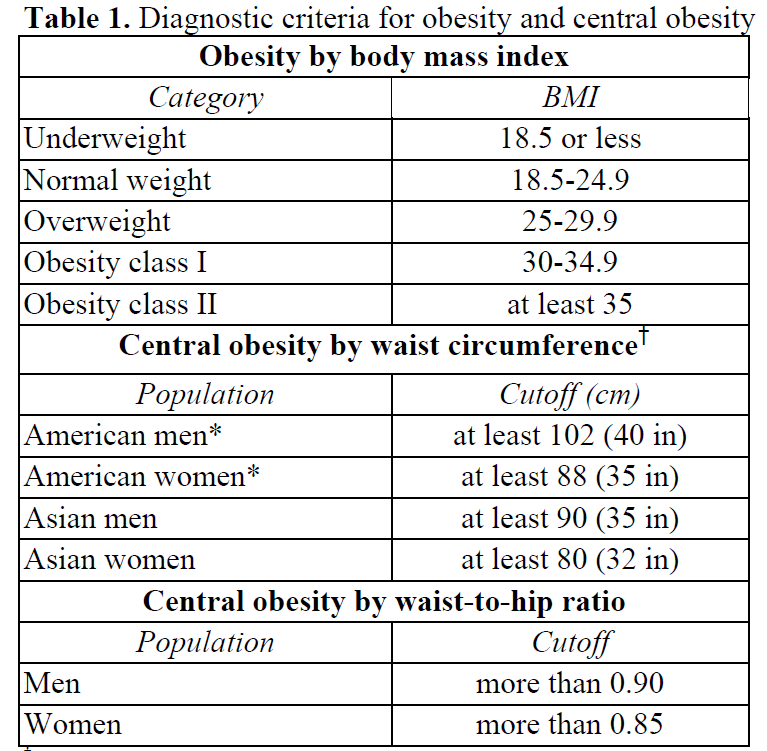 Table 1. Diagnostic criteria for obesity and central obesity
Obesity by body mass index
Category BMI
Underweight 18.5 or less
Normal weight 18.5-24.9
Overweight 25-29.9
Obesity class I 30-34.9
Obesity class II at least 35
Central obesity by waist circumference†
Population Cutoff (cm)
American men* at least 102 (40 in)
American women* at least 88 (35 in)
Asian men at least 90 (35 in)
Asian women at least 80 (32 in)
Central obesity by waist-to-hip ratio
Population Cutoff
Men more than 0.90
Women more than 0.85